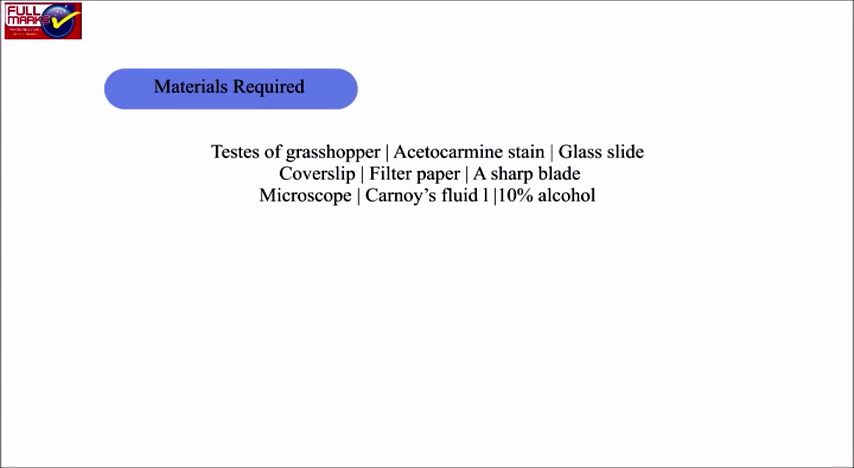 FULL
MARKS
Materials Required
Testes of grasshopper | Acetocarmine stain | Glass slide
Coverslip | Filter paper | A sharp blade
Microscope | Carnoy’s fluid l |10% alcohol